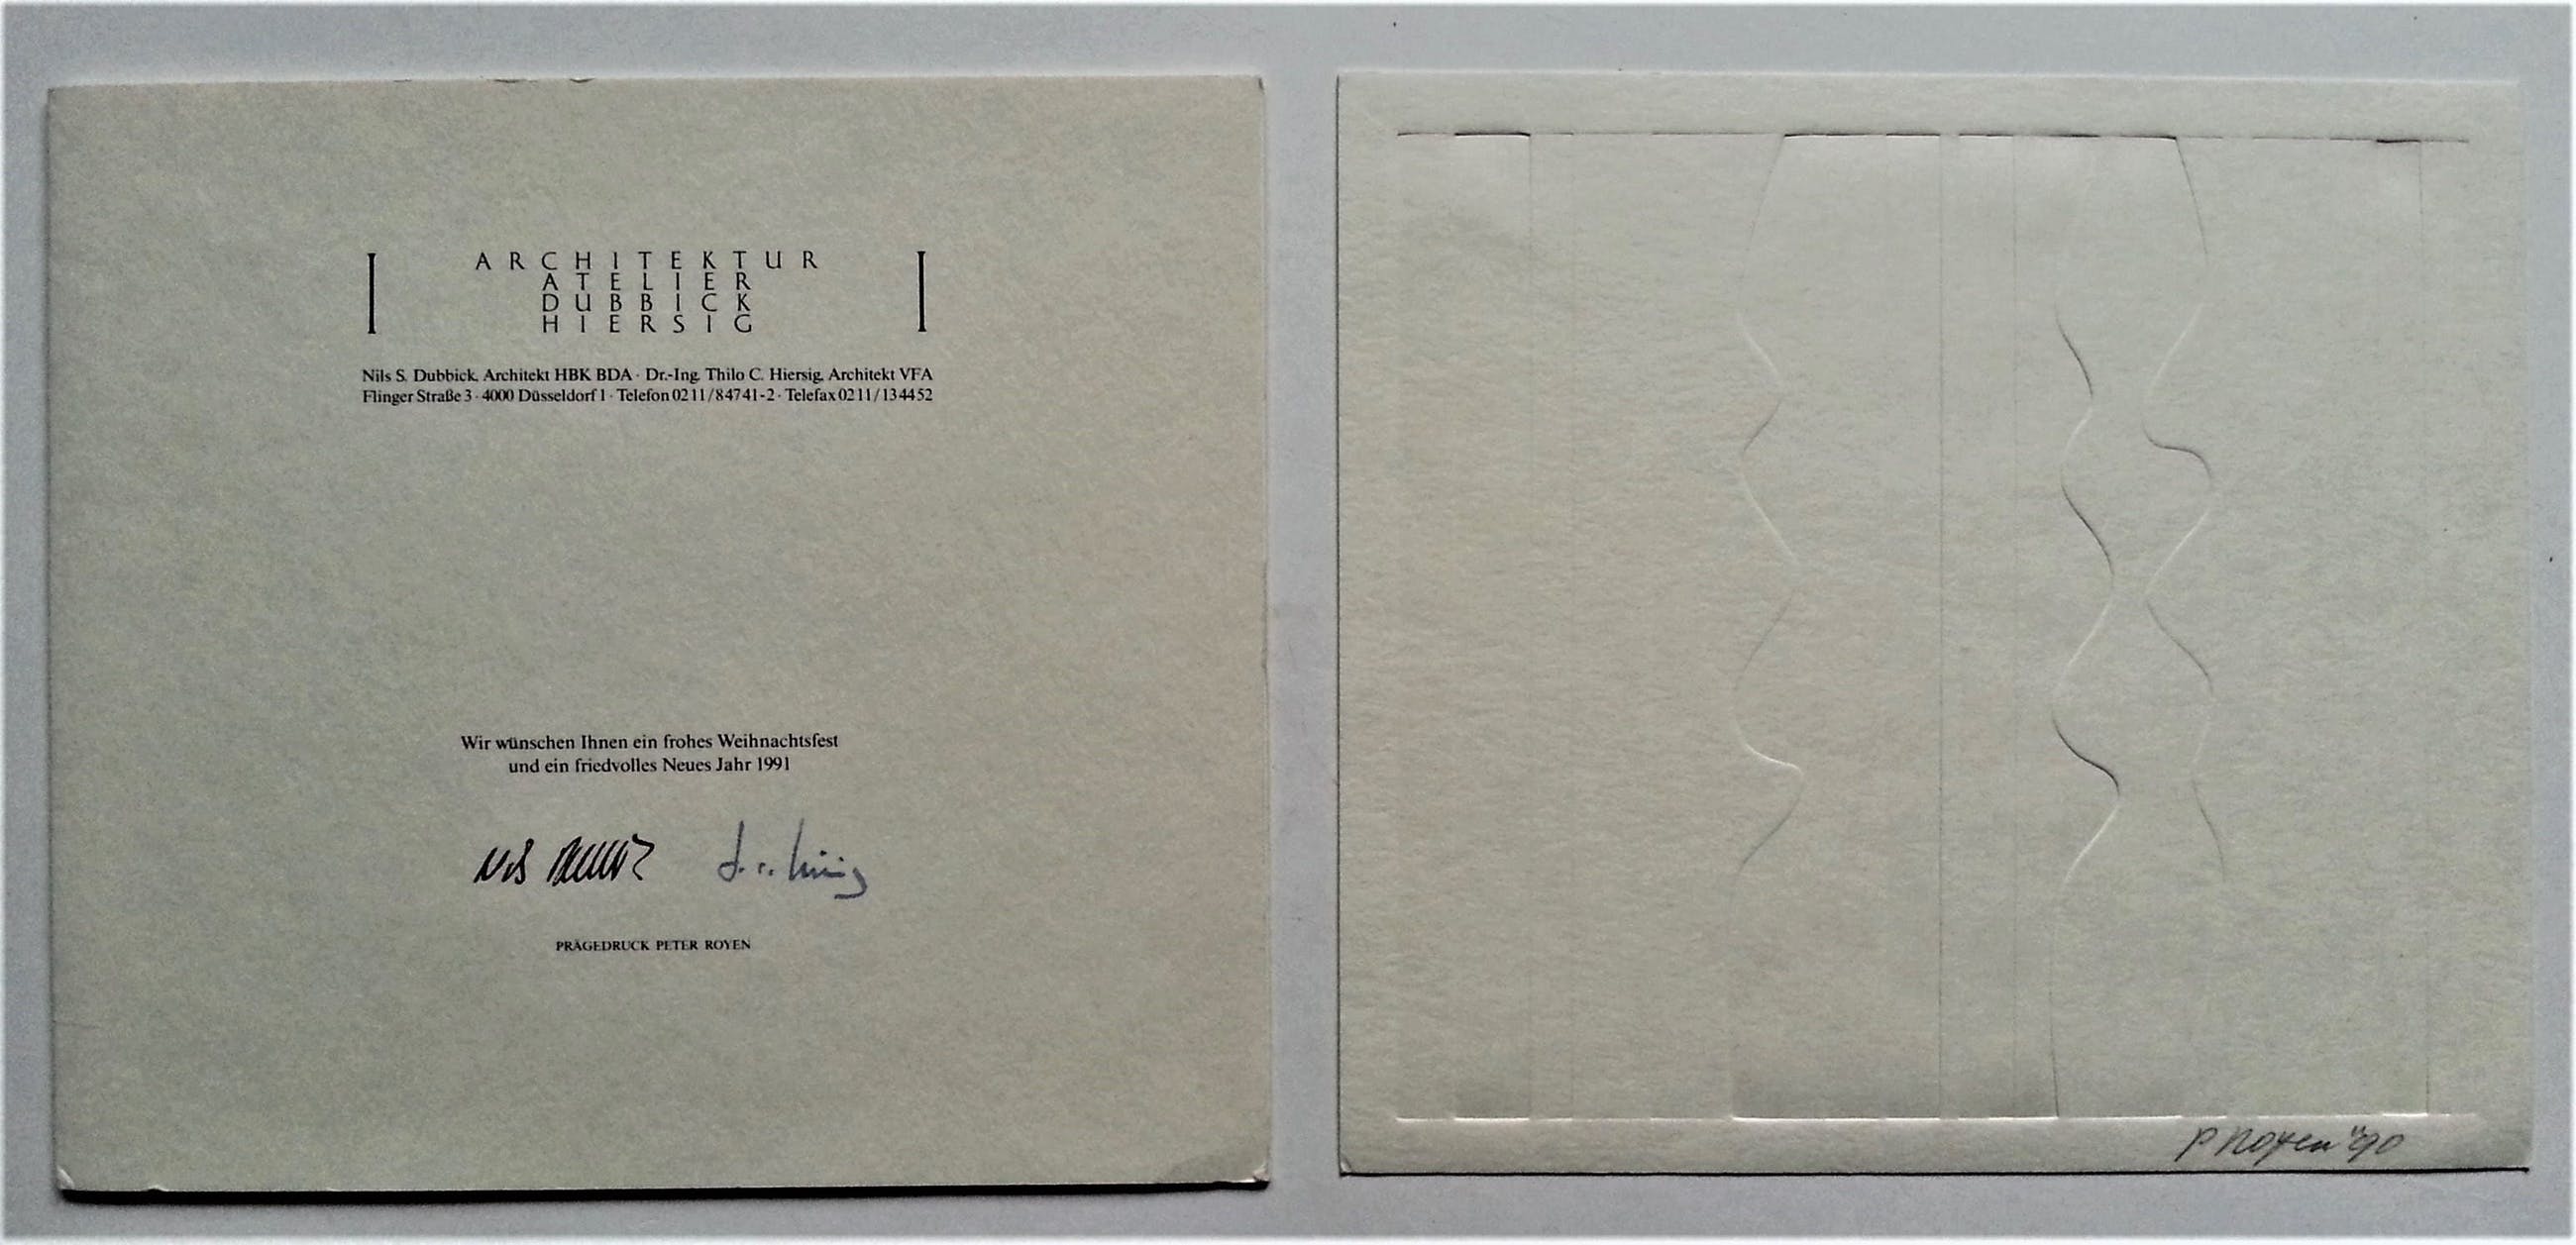 ARCHITEKTUR
ATELIER
DUBBICK
HIERSIG
Nils S. Dubbick, Architekt HBK BDA · Dr.-Ing. Thilo C. Hiersig, Architekt VFA
Flinger Straße 3 · 4000 Düsseldorf 1 · Telefon 0211/84741-2 · Telefax 0211/134452
Wir wünschen Ihnen ein frohes Weihnachtsfest
und ein friedvolles Neues Jahr 1991
PRÄGEDRUCK PETER ROYEN
P Royen "90